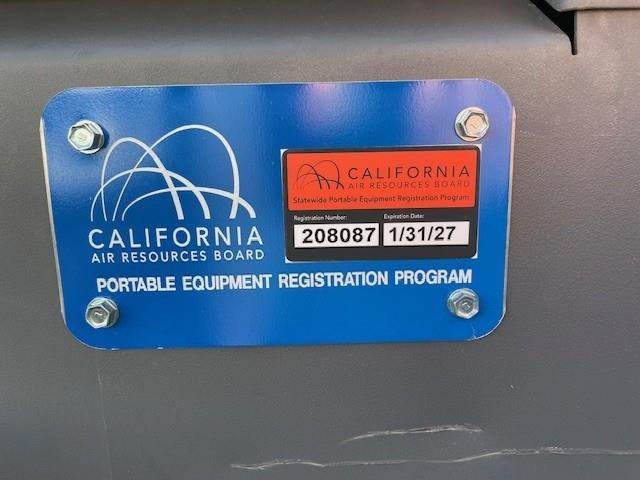 CALIFORNIA
AIR RESOURCES BOARD
CALIFORNIA
AIR RESOURCES BOARD
Statewide Portable Equipment Registration Program
Registration Number: Expiration Date:
208087 1/31/27
PORTABLE EQUIPMENT REGISTRATION PROGRAM